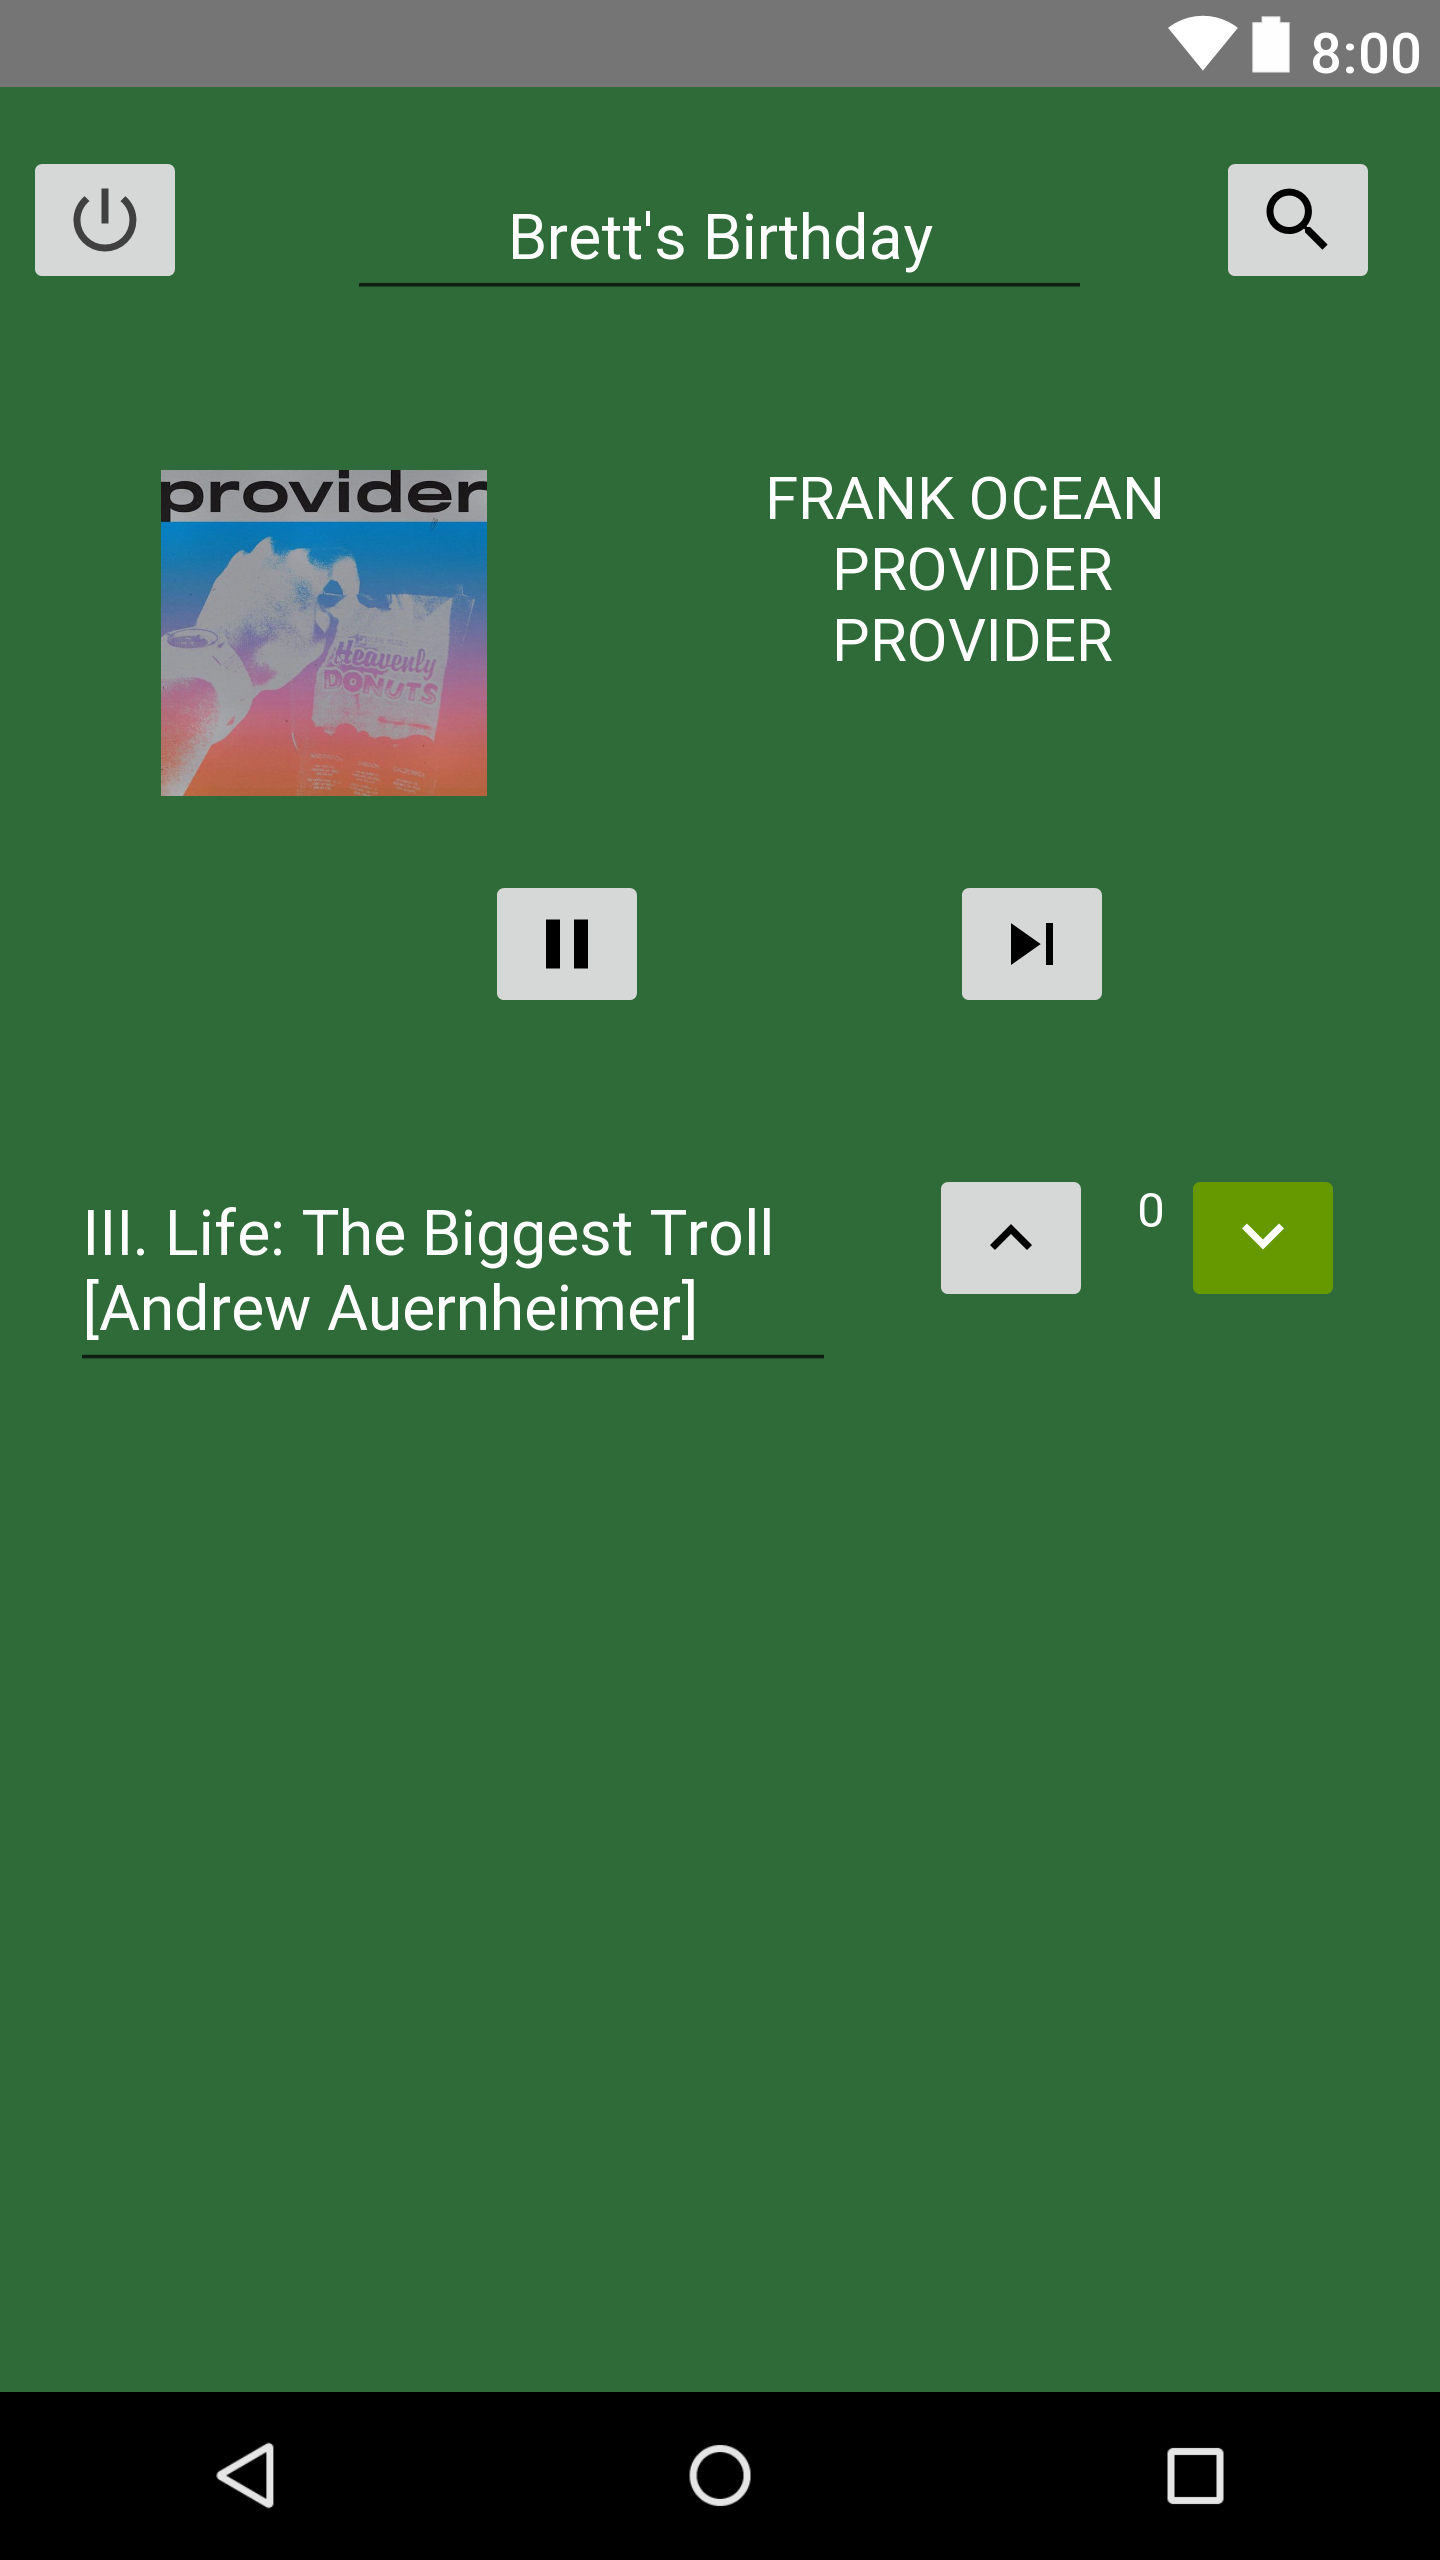 8:00
Brett's Birthday
provider
FRANK OCEAN
PROVIDER
PROVIDER
Heavenly
DONUTS
III. Life: The Biggest Troll
[Andrew Auernheimer]
0